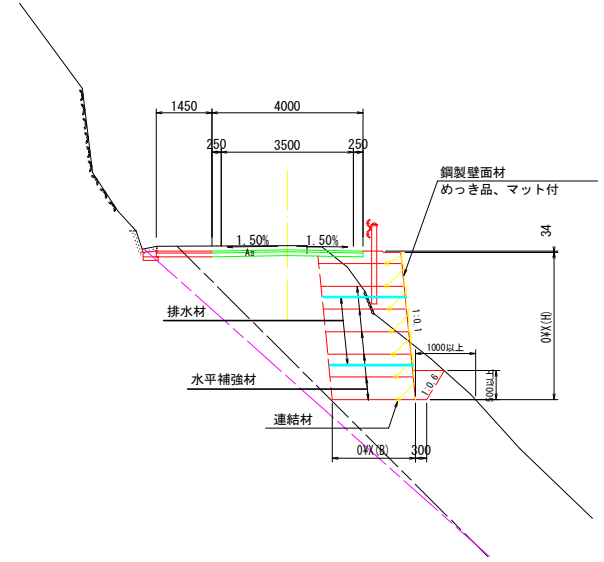 1450
4000
250
3500
250
鋼製壁面材
めっき品、マット付
34
1.50%
1.50%
As
排水材
1:0.1
0¥X(H)
1000以上
水平補強材
1:0.6
500以上
連結材
0¥X(B)
300